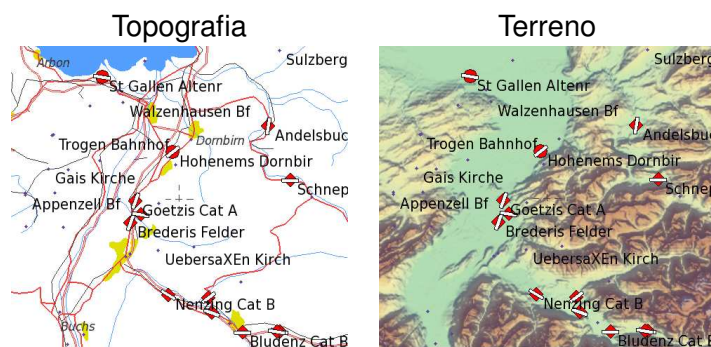 Topografia
Arbon
Sulzberg
St Gallen Altenr
Walzenhausen Bf
Andelsbuc
Dornbirn
Trogen Bahnhof
Hohenems Dornbir
Gais Kirche
Schnep
Appenzell Bf
Goetzis Cat A
Brederis Felder
UebersaXEn Kirch
Nenzing Cat B
Buchs
Bludenz Cat B
Terreno
Sulzberg
St Gallen Altenr
Walzenhausen Bf
Andelsbuc
Trogen Bahnhof
Hohenems Dornbir
Gais Kirche
Schnep
Appenzell Bf
Goetzis Cat A
Brederis Felder
UebersaXEn Kirch
Nenzing Cat B
Bludenz Cat B